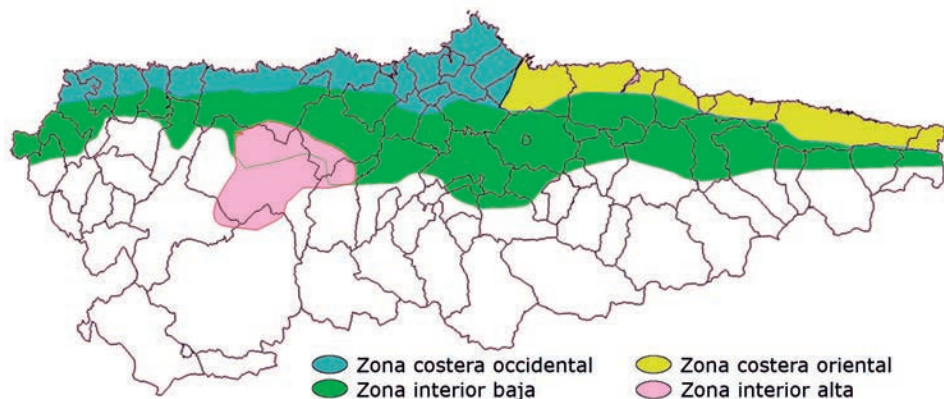 Zona costera occidental
Zona costera oriental
Zona interior baja
Zona interior alta